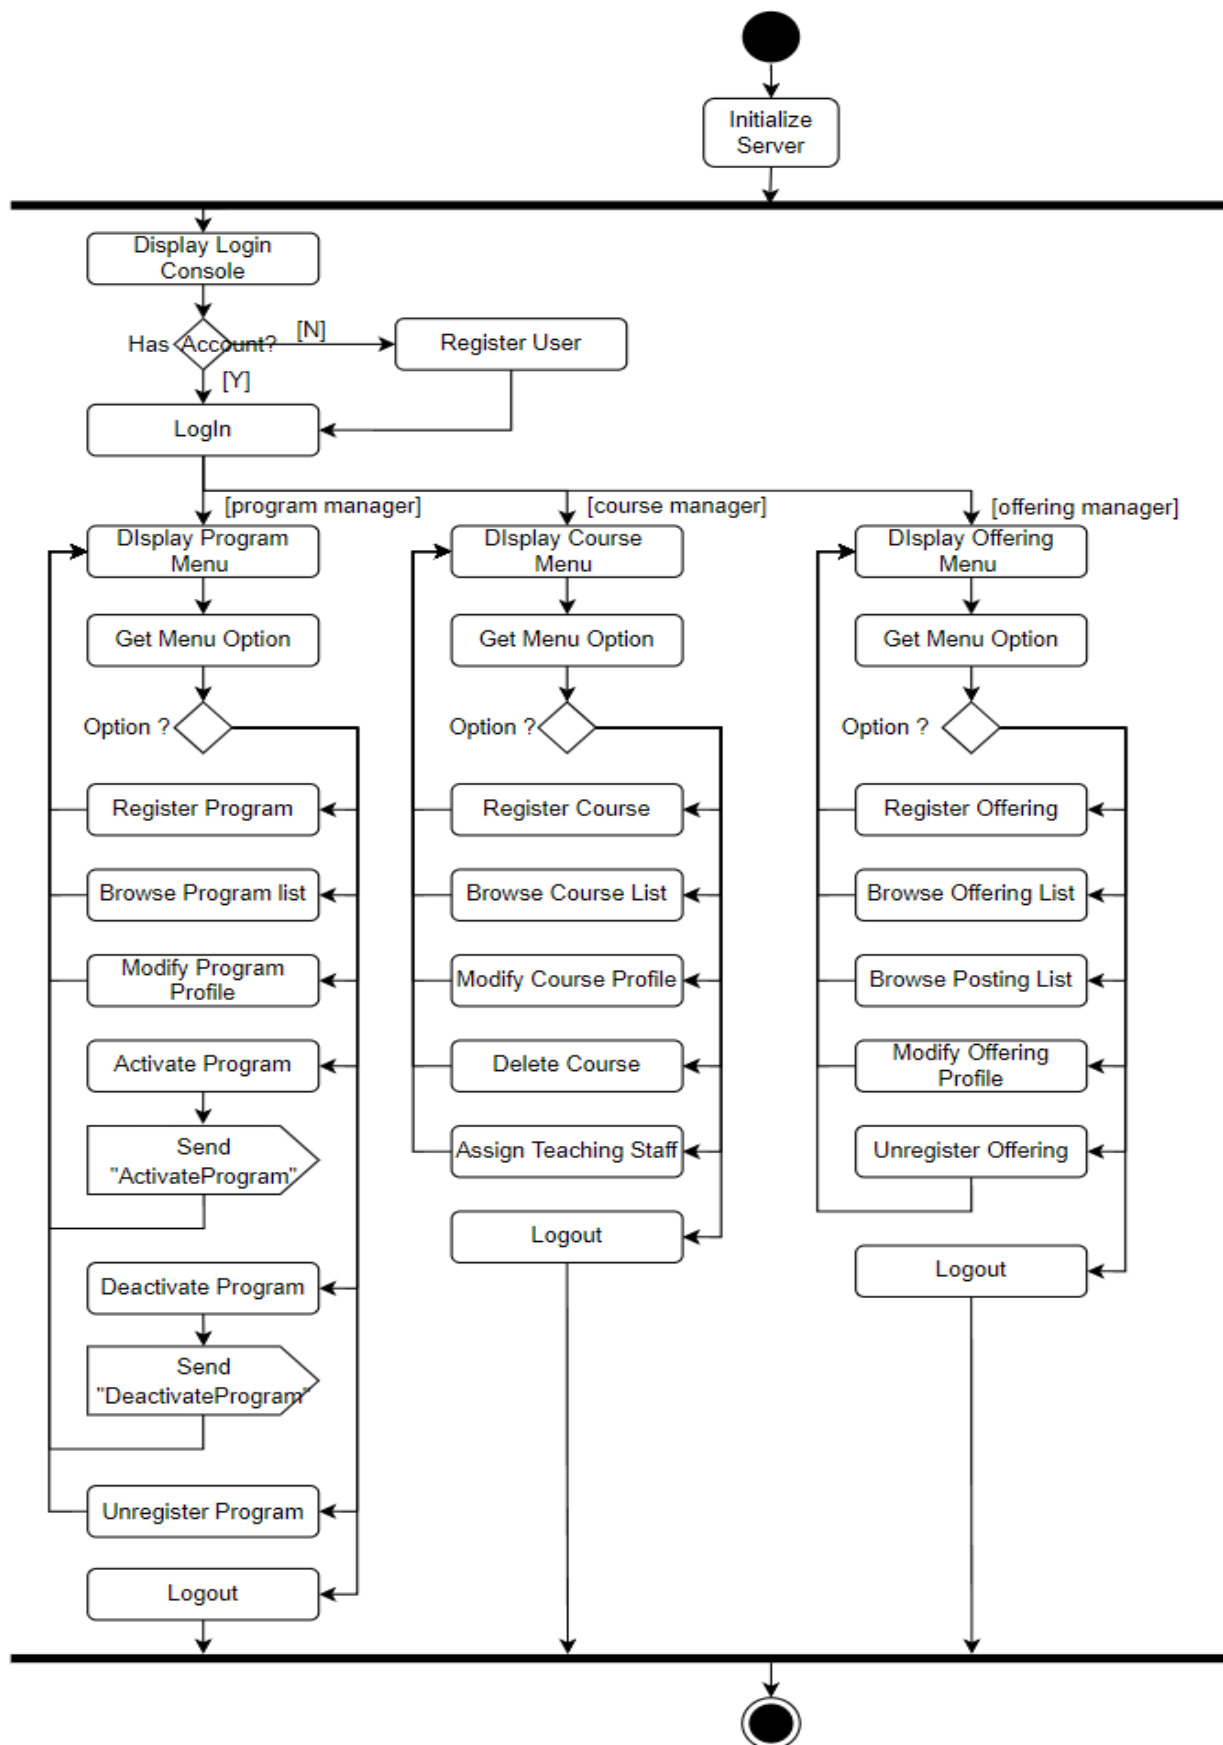 Initialize
Server
Display Login
Console
Has Account?
[N]
Register User
[Y]
LogIn
[program manager]
[course manager]
[offering manager]
DIsplay Program
Menu
DIsplay Course
Menu
DIsplay Offering
Menu
Get Menu Option
Get Menu Option
Get Menu Option
Option ?
Option ?
Option ?
Register Program
Register Course
Register Offering
Browse Program list
Browse Course List
Browse Offering List
Modify Program
Profile
Modify Course Profile
Browse Posting List
Activate Program
Delete Course
Modify Offering
Profile
Send
"ActivateProgram"
Assign Teaching Staff
Unregister Offering
Logout
Logout
Deactivate Program
Send
"DeactivateProgram"
Unregister Program
Logout